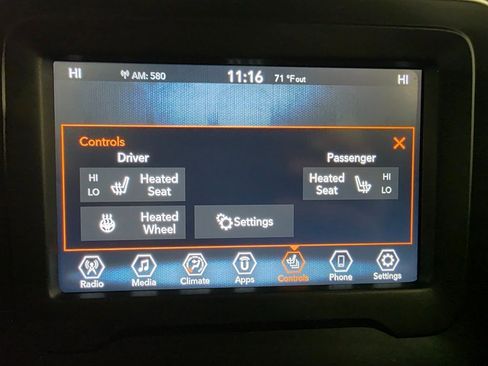 HI AM: 580 11:16 71 °F out HI
Controls
Driver Passenger
HI LO Heated Seat
Heated Seat HI LO
Heated Wheel
Settings
Radio Media Climate Apps Controls Phone Settings